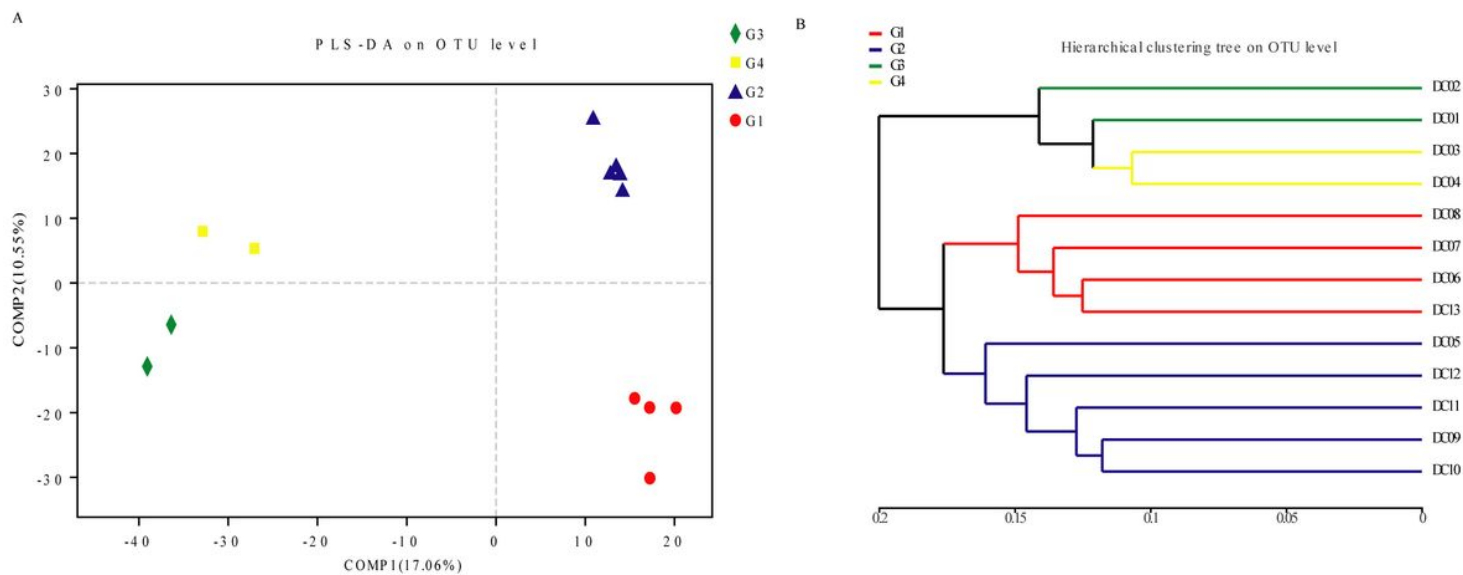 A
PLS-DA on OTU level
G3
G4
G2
G1
30
20
10
0
-10
-20
-30
COMP2(10.55%)
-40
-30
-20
-10
0
10
20
COMP1(17.06%)
B
G1
G2
G3
G4
Hierarchical clustering tree on OTU level
DC02
DC01
DC03
DC04
DC08
DC07
DC06
DC13
DC05
DC12
DC11
DC09
DC10
0.2
0.15
0.1
0.05
0